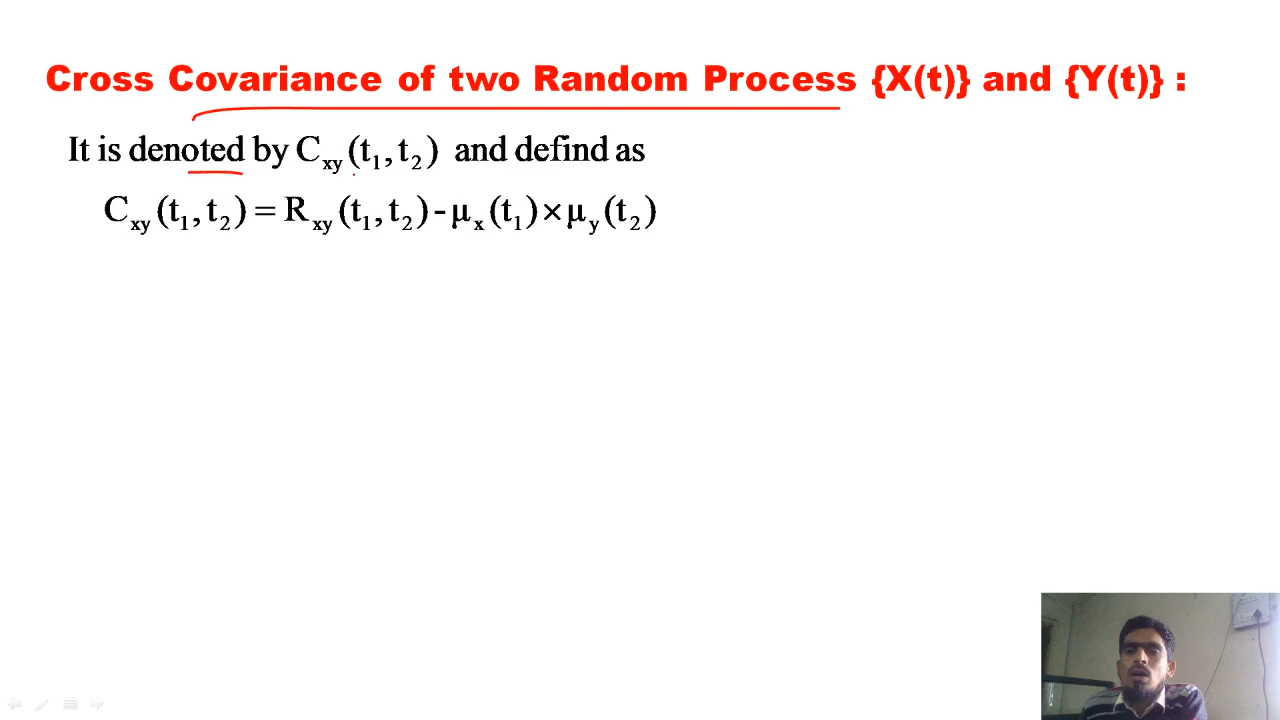 Cross Covariance of two Random Process {X(t)} and {Y(t)} :
It is denoted by Cxy (t1, t2) and defind as
Cxy (t1, t2) = Rxy (t1, t2) - μx (t1) × μy (t2)